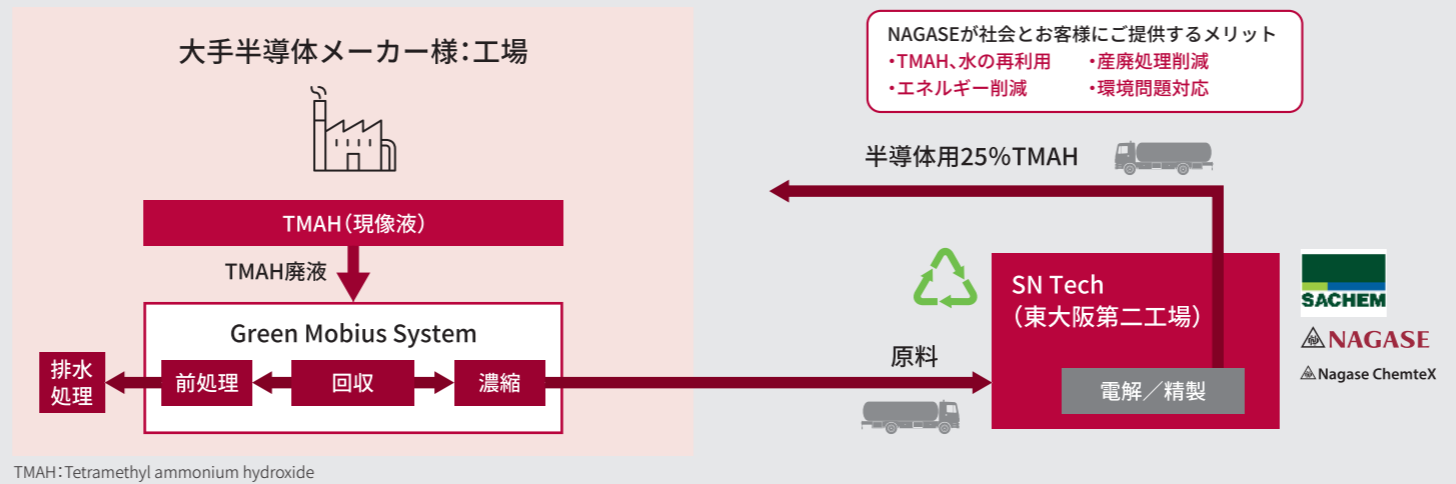 大手半導体メーカー様：工場
TMAH（現像液）
TMAH廃液
Green Mobius System
排水
処理
前処理
回収
濃縮
原料
NAGASEが社会とお客様にご提供するメリット
・TMAH、水の再利用 ・産廃処理削減
・エネルギー削減 ・環境問題対応
半導体用25%TMAH
SN Tech
（東大阪第二工場）
電解／精製
SACHEM
NAGASE
Nagase ChemteX
TMAH：Tetramethyl ammonium hydroxide